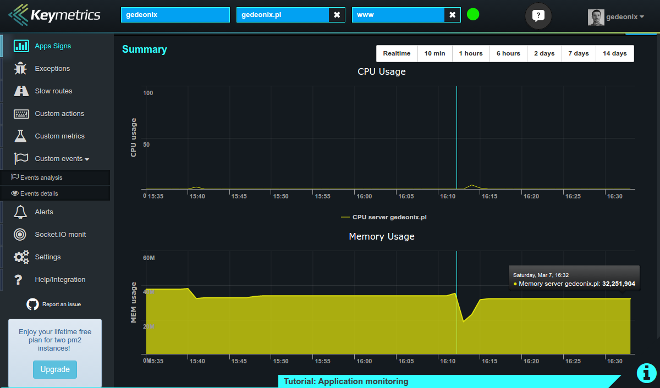 Keymetrics
gedeonix
gedeonix.pl
www
?
gedeonix
Apps Signs
Exceptions
Slow routes
Custom actions
Custom metrics
Custom events
Events analysis
Events details
Alerts
Socket.IO monit
Settings
Help/Integration
Report an issue
Enjoy your lifetime free
plan for two pm2
instances!
Upgrade
Summary
Realtime 10 min 1 hours 6 hours 2 days 7 days 14 days
CPU Usage
CPU usage
100
50
0 15:35 15:40 15:45 15:50 15:55 16:00 16:05 16:10 16:15 16:20 16:25 16:30
CPU server gedeonix.pl
Memory Usage
MEM usage
60M
Saturday, Mar 7, 16:32
Memory server gedeonix.pl: 32,251,904
0M 15:35 15:40 15:45 15:50 15:55 16:00 16:05 16:10 16:15 16:20 16:25 16:30
Tutorial: Application monitoring